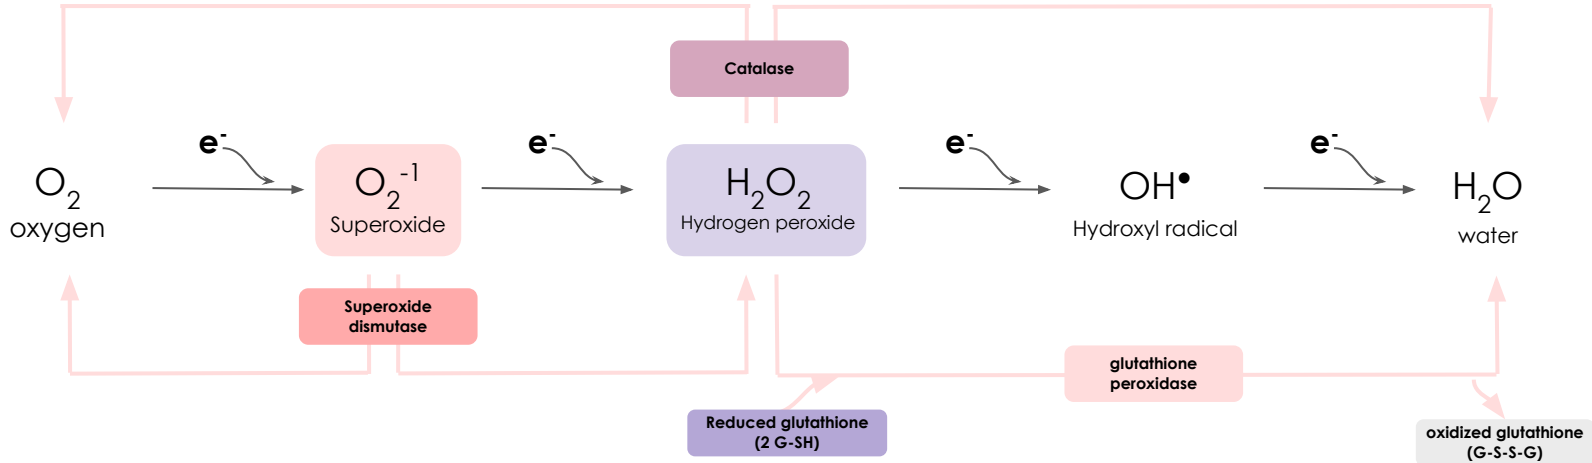 Catalase
e⁻
e⁻
e⁻
e⁻
O₂
oxygen
O₂⁻¹
Superoxide
H₂O₂
Hydrogen peroxide
OH•
Hydroxyl radical
H₂O
water
Superoxide
dismutase
glutathione
peroxidase
Reduced glutathione
(2 G-SH)
oxidized glutathione
(G-S-S-G)